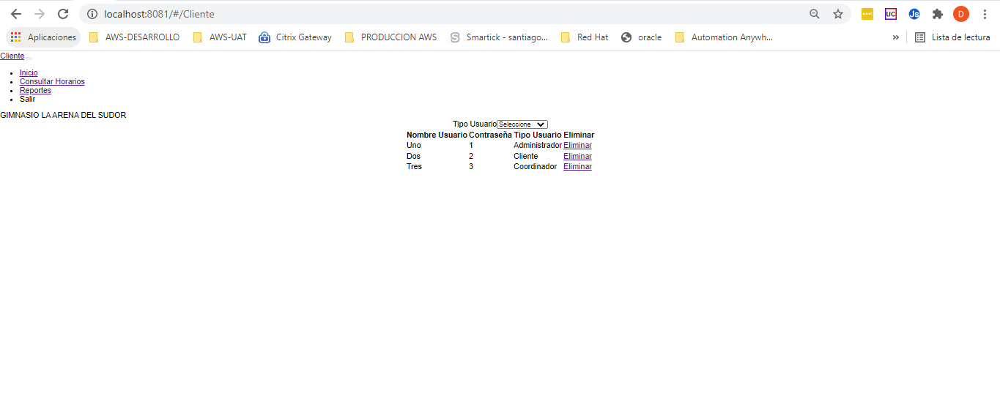 localhost:8081/#/Cliente
UC
Js
D
Aplicaciones AWS-DESARROLLO AWS-UAT Citrix Gateway PRODUCCION AWS Smartick - santiago... Red Hat oracle Automation Anywh... » Lista de lectura
Cliente
Inicio
Consultar Horarios
Reportes
Salir
GIMNASIO LA ARENA DEL SUDOR
Tipo Usuario Seleccione
Nombre Usuario Contraseña Tipo Usuario Eliminar
Uno 1 Administrador Eliminar
Dos 2 Cliente Eliminar
Tres 3 Coordinador Eliminar